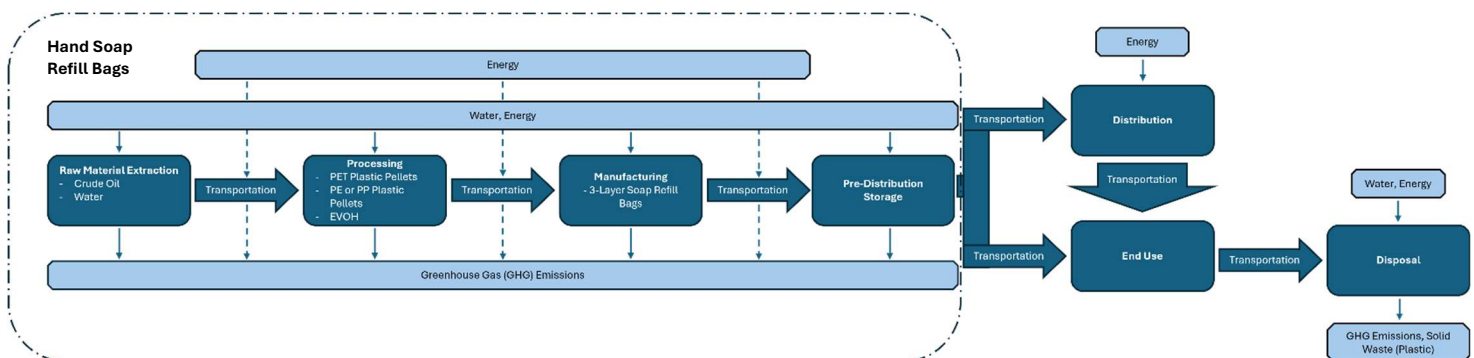 Hand Soap
Refill Bags
Energy
Water, Energy
Raw Material Extraction
- Crude Oil
- Water
Transportation
Processing
- PET Plastic Pellets
- PE or PP Plastic
Pellets
- EVOH
Transportation
Manufacturing
- 3-Layer Soap Refill
Bags
Transportation
Pre-Distribution
Storage
Greenhouse Gas (GHG) Emissions
Transportation
Energy
Distribution
Transportation
Transportation
End Use
Transportation
Water, Energy
Disposal
GHG Emissions, Solid
Waste (Plastic)